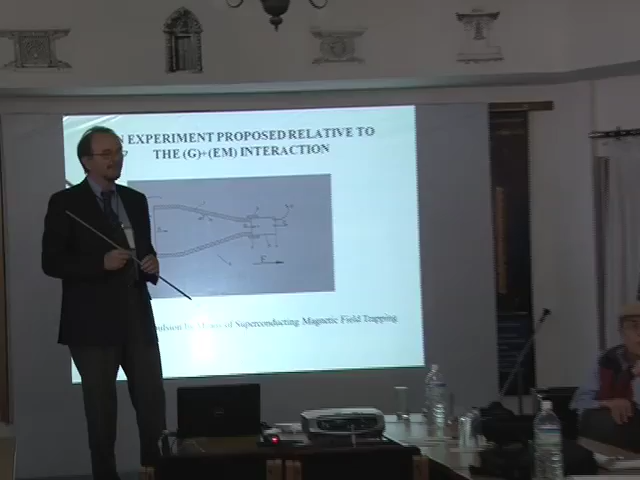 EXPERIMENT PROPOSED RELATIVE TO
THE (G)+(EM) INTERACTION
F
of Superconducting Magnetic Field Trapping